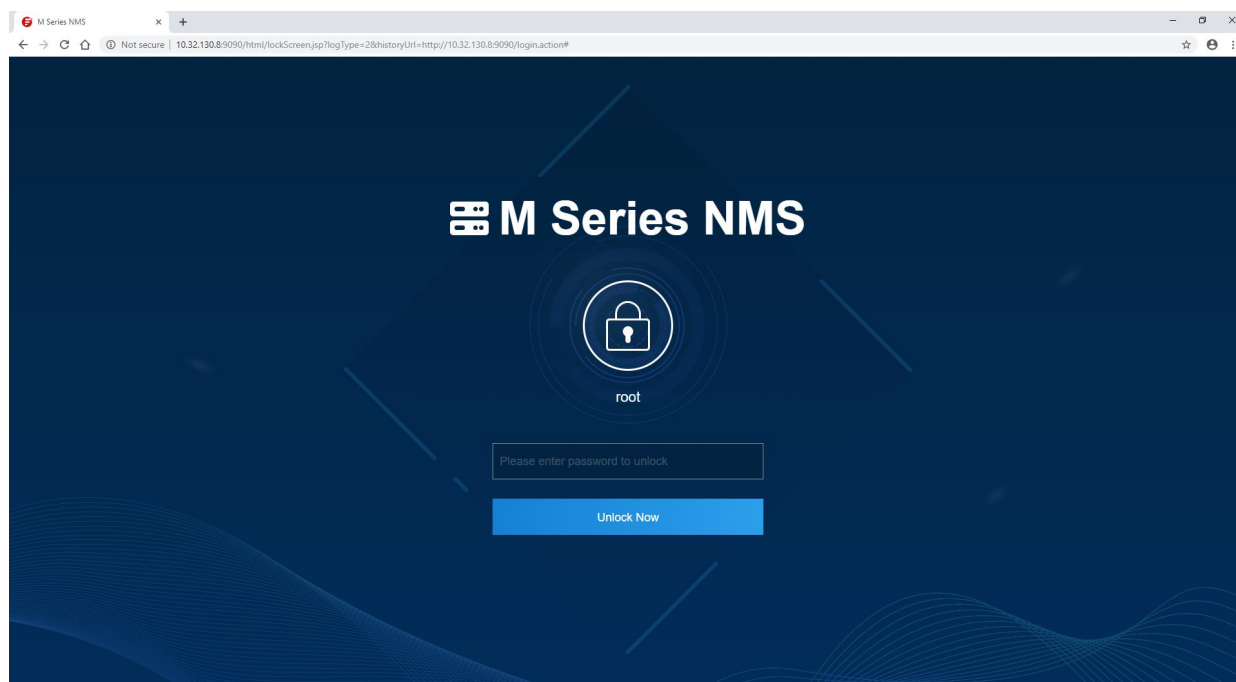 M Series NMS
Not secure | 10.32.130.8:9090/html/lockScreen.jsp?logType=2&historyUrl=http://10.32.130.8:9090/login.action#
M Series NMS
root
Please enter password to unlock
Unlock Now